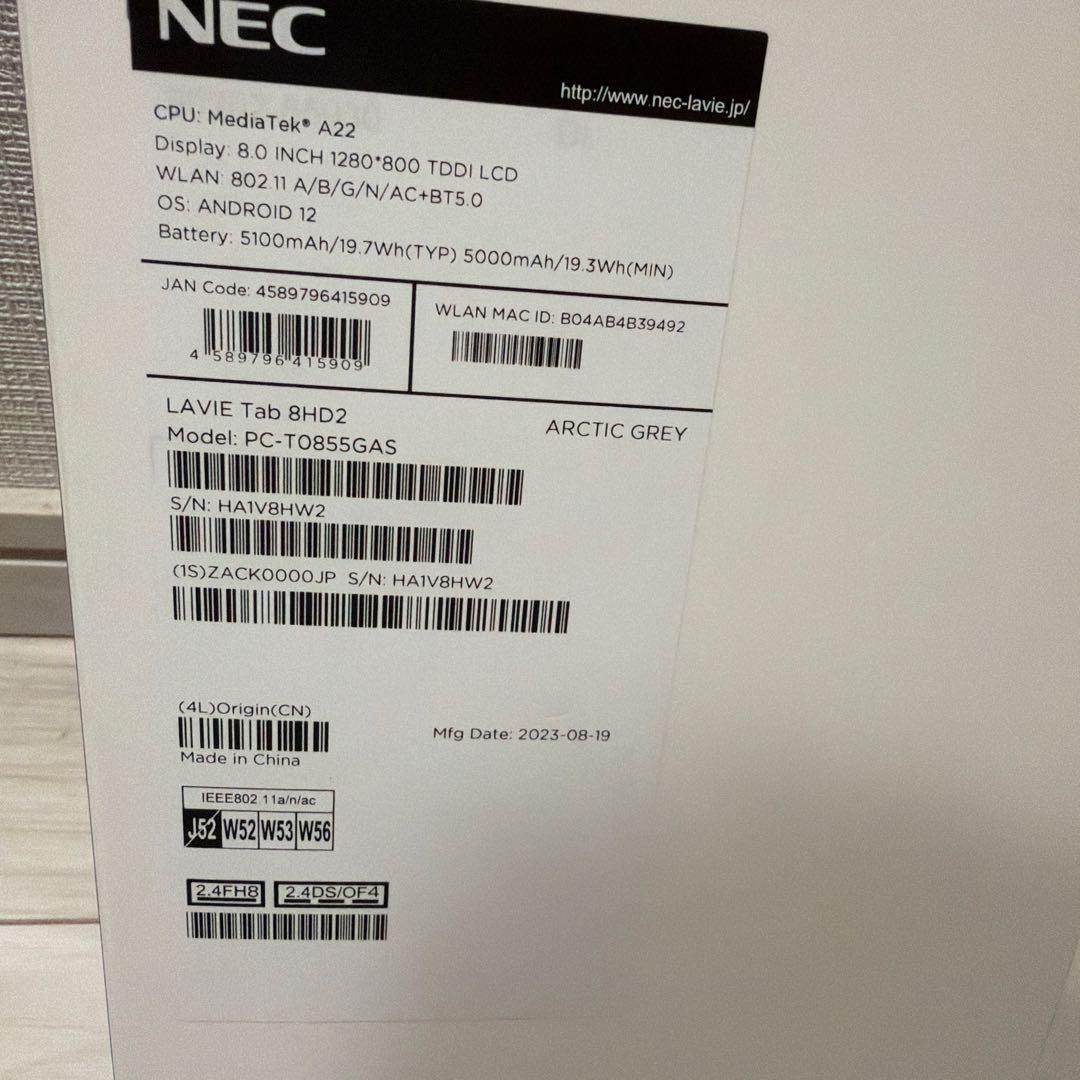 NEC
http://www.nec-lavie.jp/
CPU: MediaTek® A22
Display: 8.0 INCH 1280*800 TDDI LCD
WLAN: 802.11 A/B/G/N/AC+BT5.0
OS: ANDROID 12
Battery: 5100mAh/19.7Wh(TYP) 5000mAh/19.3Wh(MIN)
JAN Code: 4589796415909
4 589796 415909
WLAN MAC ID: B04AB4B39492
LAVIE Tab 8HD2
ARCTIC GREY
Model: PC-T0855GAS
S/N: HA1V8HW2
(1S)ZACK0000JP S/N: HA1V8HW2
(4L)Origin(CN)
Made in China
Mfg Date: 2023-08-19
IEEE802.11a/n/ac
J52 W52 W53 W56
2.4FH8 2.4DS/OF4